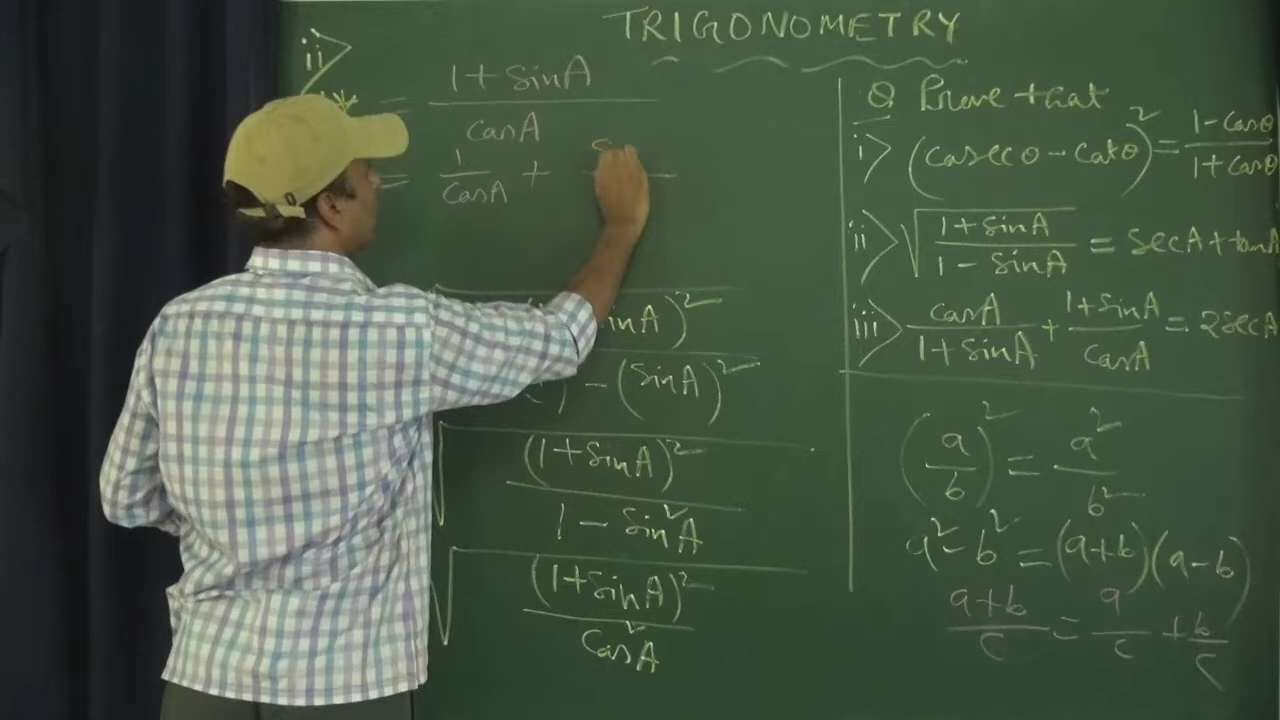 TRIGONOMETRY
ii>
= 1 + sinA / cosA
= 1/cosA +
inA)²
- (sinA)²
√(1+sinA)² / 1 - sin²A
√(1+sinA)² / cos²A
Q Prove that
i> (cosecθ - cotθ)² = 1-cosθ / 1+cosθ
ii> √1+sinA / 1-sinA = secA+tanA
iii> cosA / 1+sinA + 1+sinA / cosA = 2secA
(a/b)² = a²/b²
a²-b² = (a+b)(a-b)
a+b/c = a/c + b/c